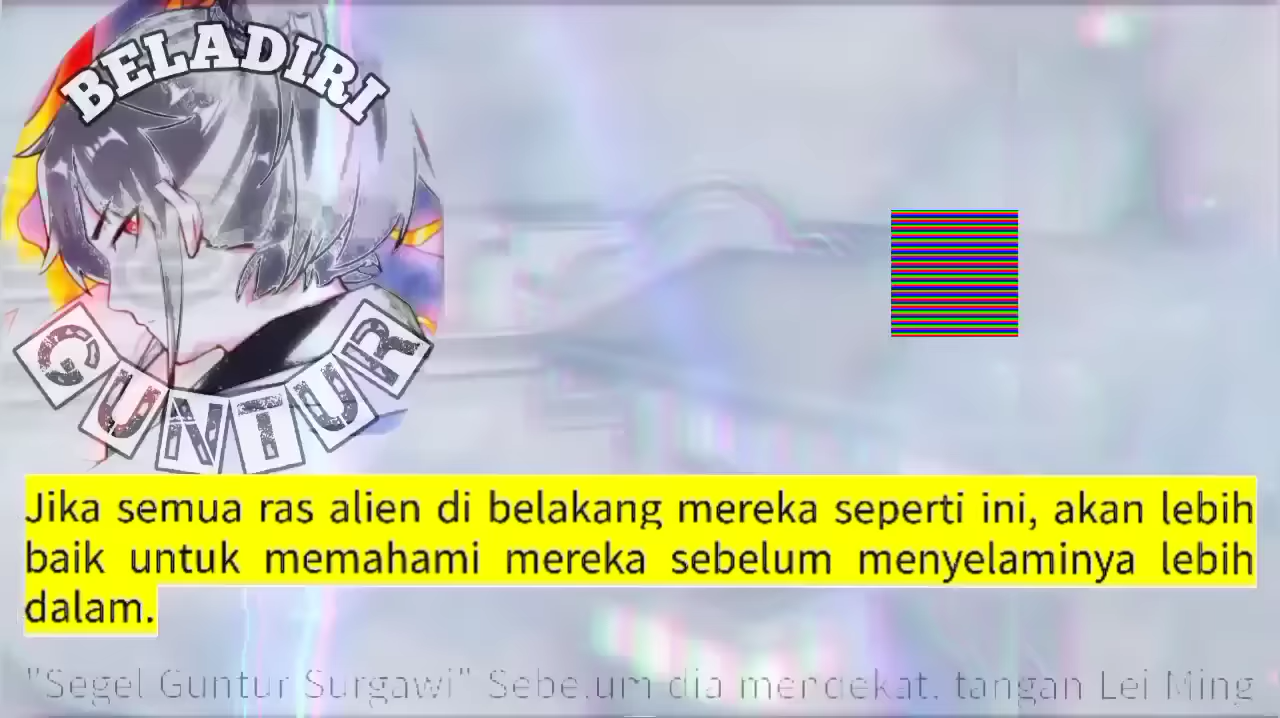 BELADIRI
GUNTUR
Jika semua ras alien di belakang mereka seperti ini, akan lebih
baik untuk memahami mereka sebelum menyelaminya lebih
dalam.
"Segel Guntur Surgawi" Sebelum dia mendekat, tangan Lei Ming